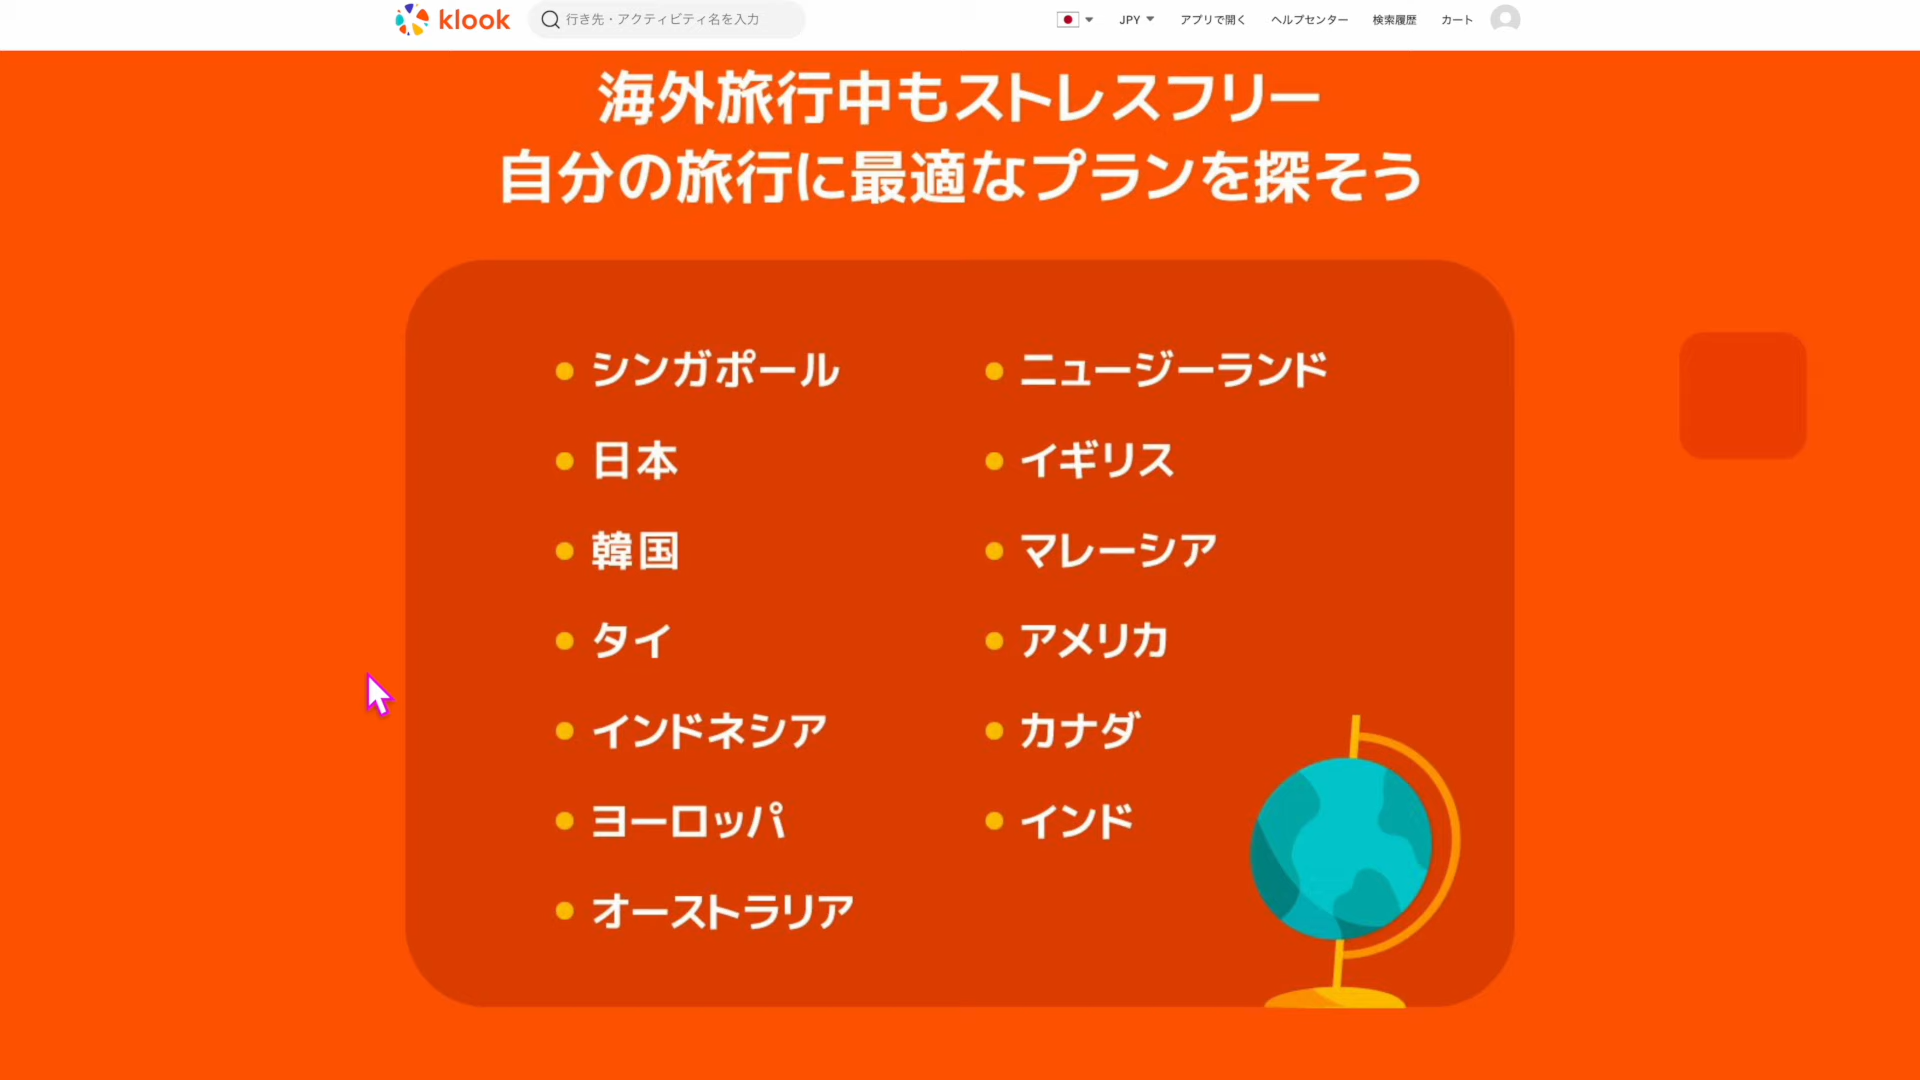 klook
行き先・アクティビティ名を入力
JPY
アプリで開く
ヘルプセンター
検索履歴
カート
海外旅行中もストレスフリー
自分の旅行に最適なプランを探そう
シンガポール
日本
韓国
タイ
インドネシア
ヨーロッパ
オーストラリア
ニュージーランド
イギリス
マレーシア
アメリカ
カナダ
インド